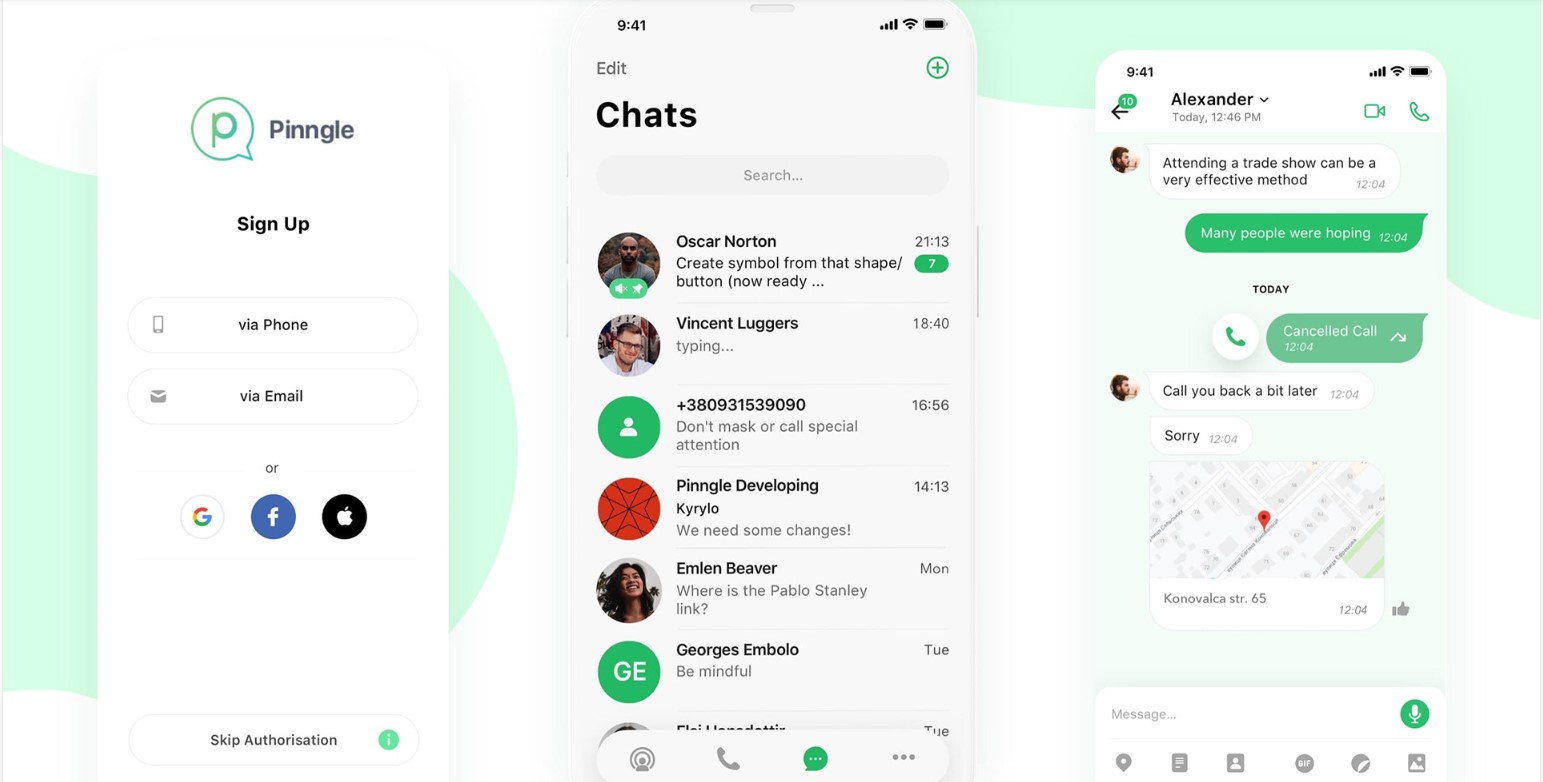 Pinngle
Sign Up
via Phone
via Email
or
Skip Authorisation
9:41
Edit
Chats
Search...
Oscar Norton 21:13
Create symbol from that shape/ 7
button (now ready ...
Vincent Luggers 18:40
typing...
+380931539090 16:56
Don't mask or call special
attention
Pinngle Developing 14:13
Kyrylo
We need some changes!
Emlen Beaver Mon
Where is the Pablo Stanley
link?
GE
Georges Embolo Tue
Be mindful
Tue
9:41
10
Alexander
Today, 12:46 PM
Attending a trade show can be a
very effective method 12:04
Many people were hoping 12:04
TODAY
Cancelled Call
12:04
Call you back a bit later 12:04
Sorry 12:04
Konovalca str. 65
12:04
Message...
GIF